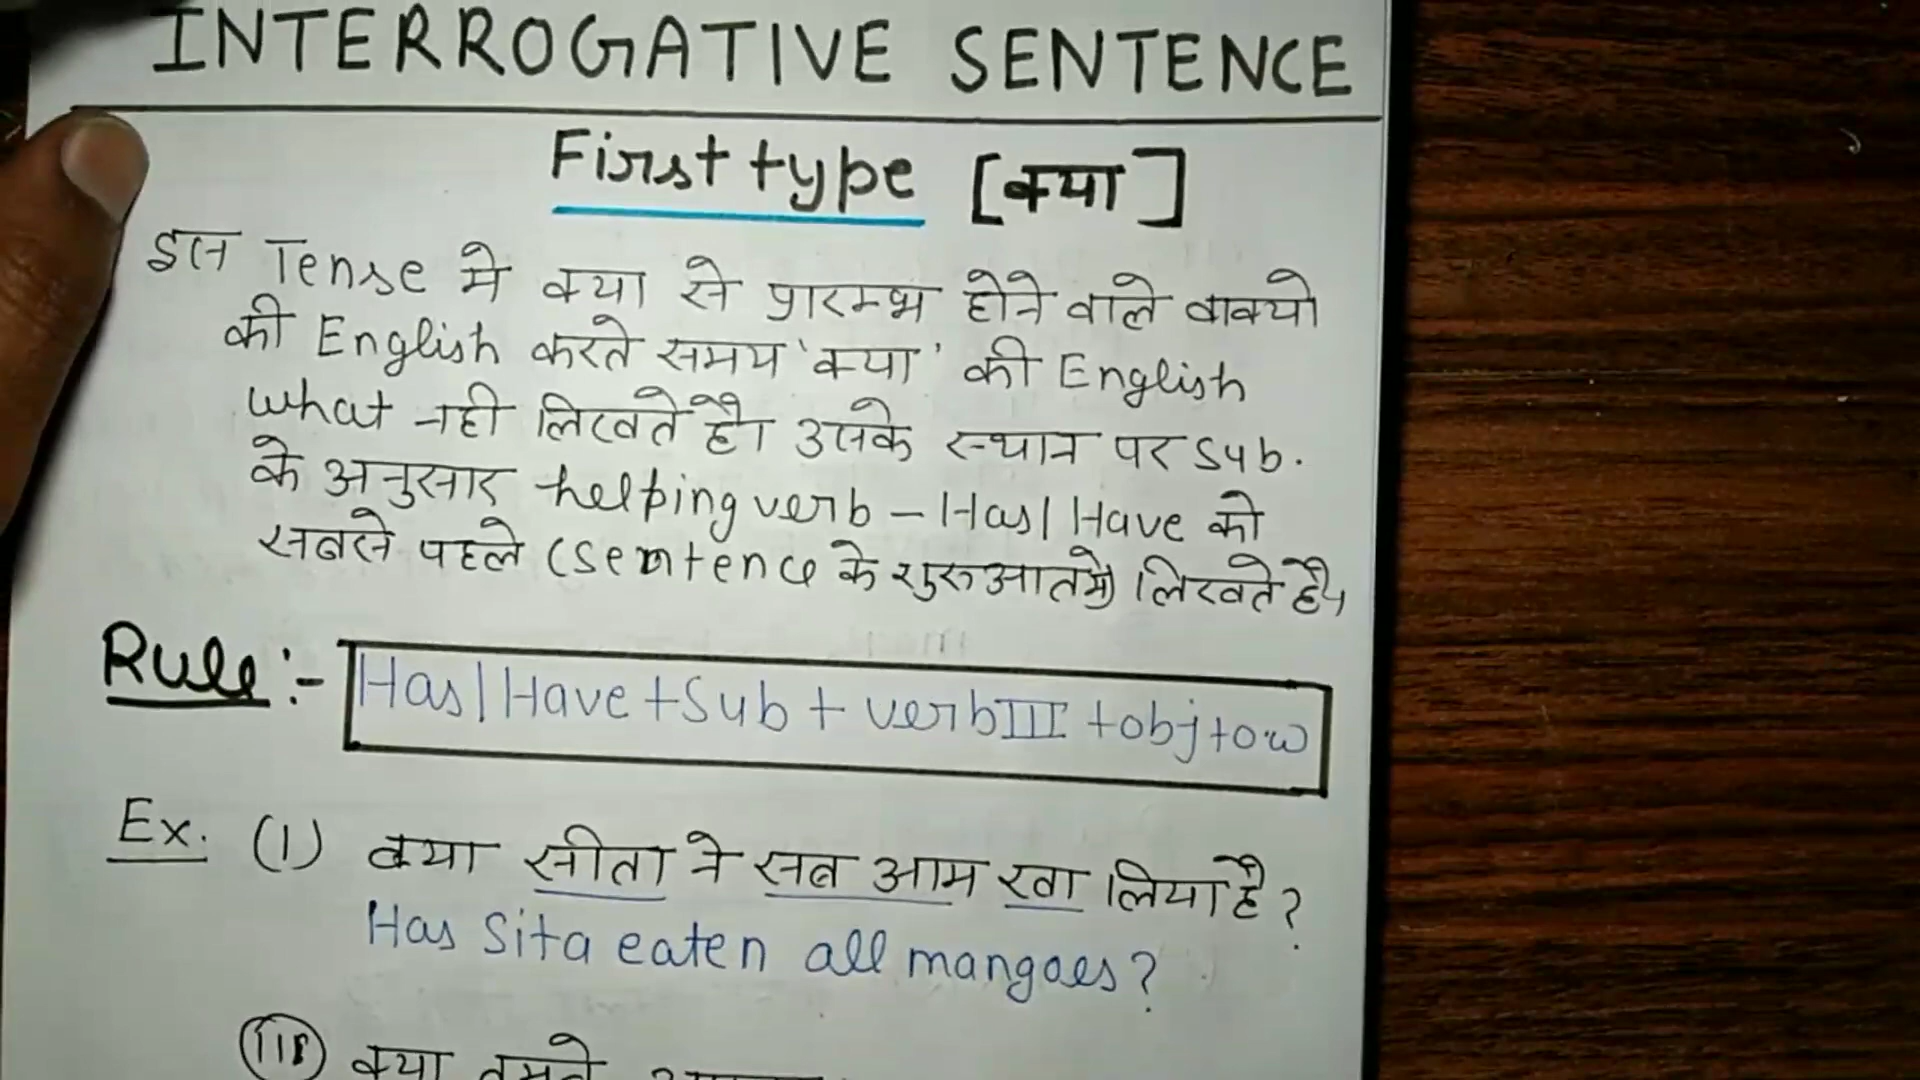 INTERROGATIVE SENTENCE
First type [क्या]
इस Tense मे क्या से प्रारम्भ होने वाले वाक्यो
की English करते समय 'क्या' की English
what नही लिखते है। उसके स्थान पर sub.
के अनुसार helping verb - Has/Have को
सबसे पहले (Sentence के शुरुआत मे) लिखते है।
Rule:- Has/Have + Sub + verb III + obj + o.w
Ex. (1) क्या सीता ने सब आम खा लिया है?
Has Sita eaten all mangoes?
क्या तुमने